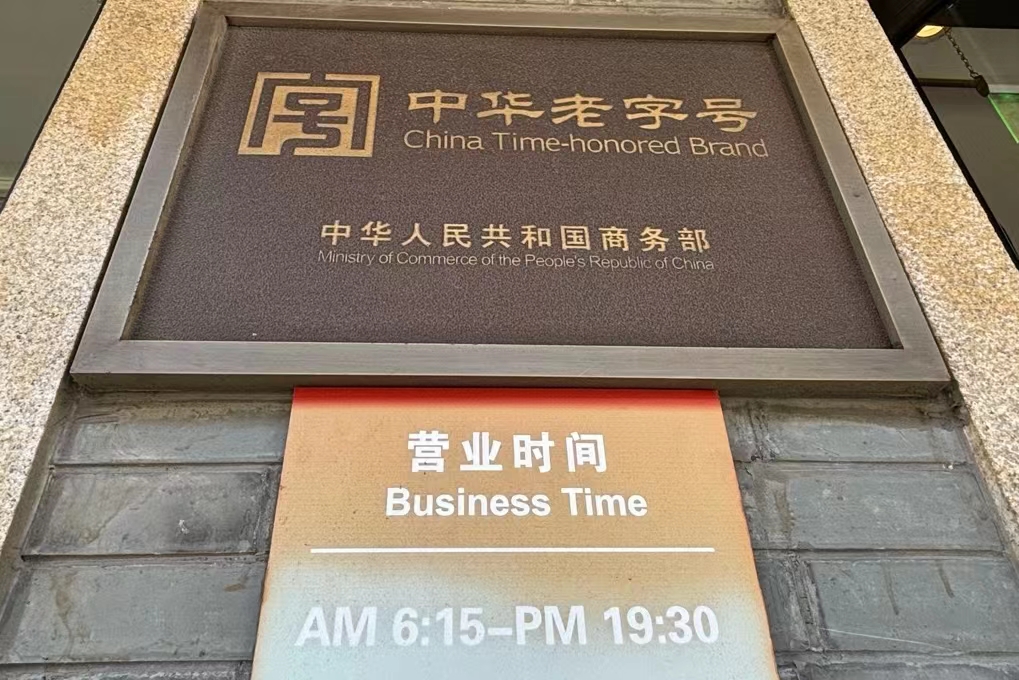 中华老字号
China Time-honored Brand
中华人民共和国商务部
Ministry of Commerce of the People's Republic of China
营业时间
Business Time
AM 6:15-PM 19:30